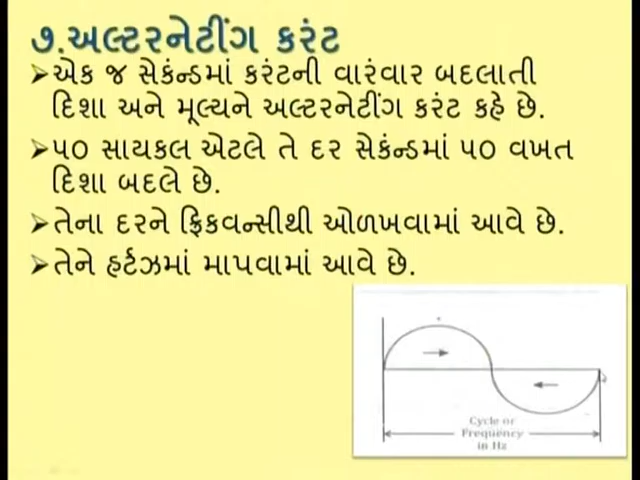 ૭.અલ્ટરનેટીંગ કરંટ
➢એક જ સેકંન્ડમાં કરંટની વારંવાર બદલાતી
દિશા અને મૂલ્યને અલ્ટરનેટીંગ કરંટ કહે છે.
➢૫૦ સાયકલ એટલે તે દર સેકંન્ડમાં ૫૦ વખત
દિશા બદલે છે.
➢તેના દરને ફ્રિકવન્સીથી ઓળખવામાં આવે છે.
➢તેને હર્ટઝમાં માપવામાં આવે છે.
Cycle or
Frequency
in Hz